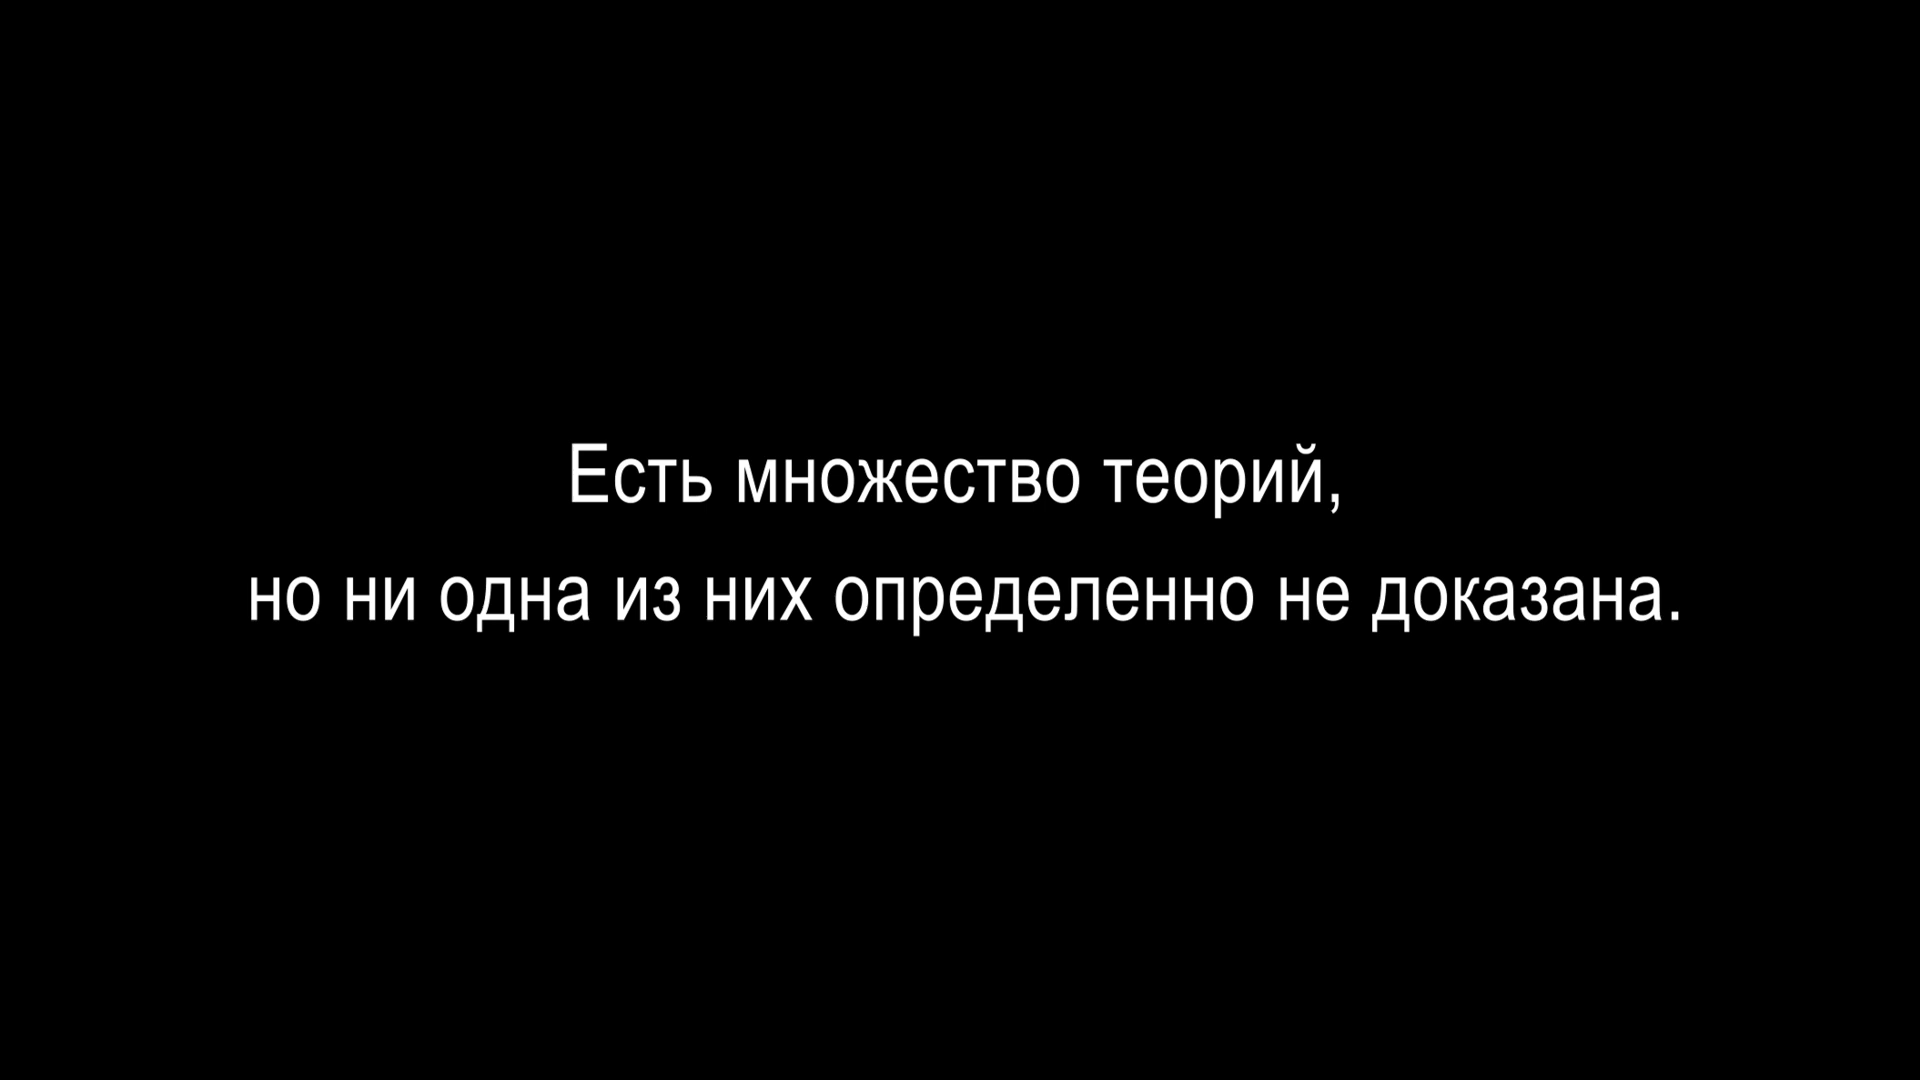 Есть множество теорий,
но ни одна из них определенно не доказана.